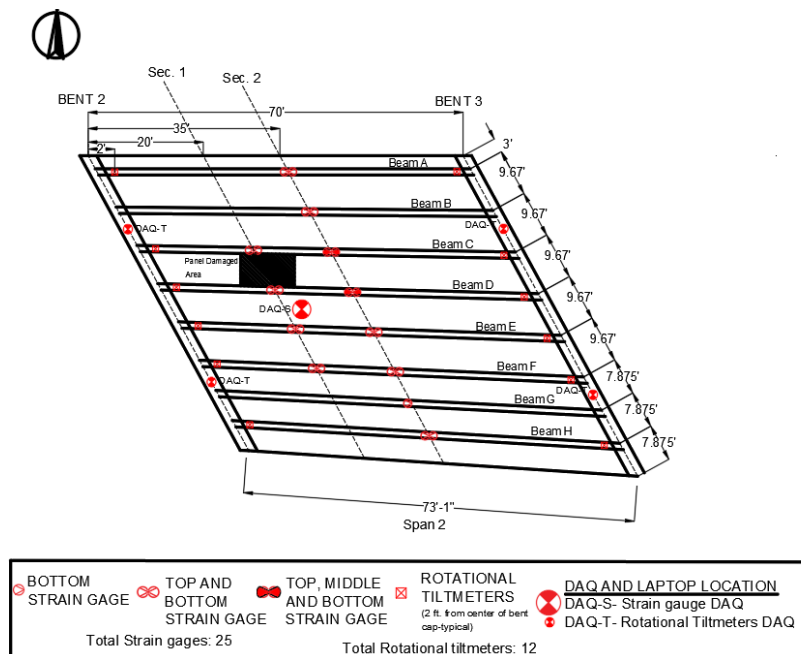 Sec. 1
Sec. 2
BENT 2
BENT 3
70'
35'
20'
2'
3'
Beam A
9.67'
Beam B
9.67'
DAQ-T
DAQ-
Beam C
9.67'
Panel Damaged
Area
Beam D
9.67'
DAQ-S
Beam E
9.67'
Beam F
7.875'
DAQ-T
DAQ-T
Beam G
7.875'
Beam H
7.875'
73'-1"
Span 2
BOTTOM
STRAIN GAGE
TOP AND
BOTTOM
STRAIN GAGE
TOP, MIDDLE
AND BOTTOM
STRAIN GAGE
ROTATIONAL
TILTMETERS
(2 ft. from center of bent
cap-typical)
DAQ AND LAPTOP LOCATION
DAQ-S- Strain gauge DAQ
DAQ-T- Rotational Tiltmeters DAQ
Total Strain gages: 25
Total Rotational tiltmeters: 12